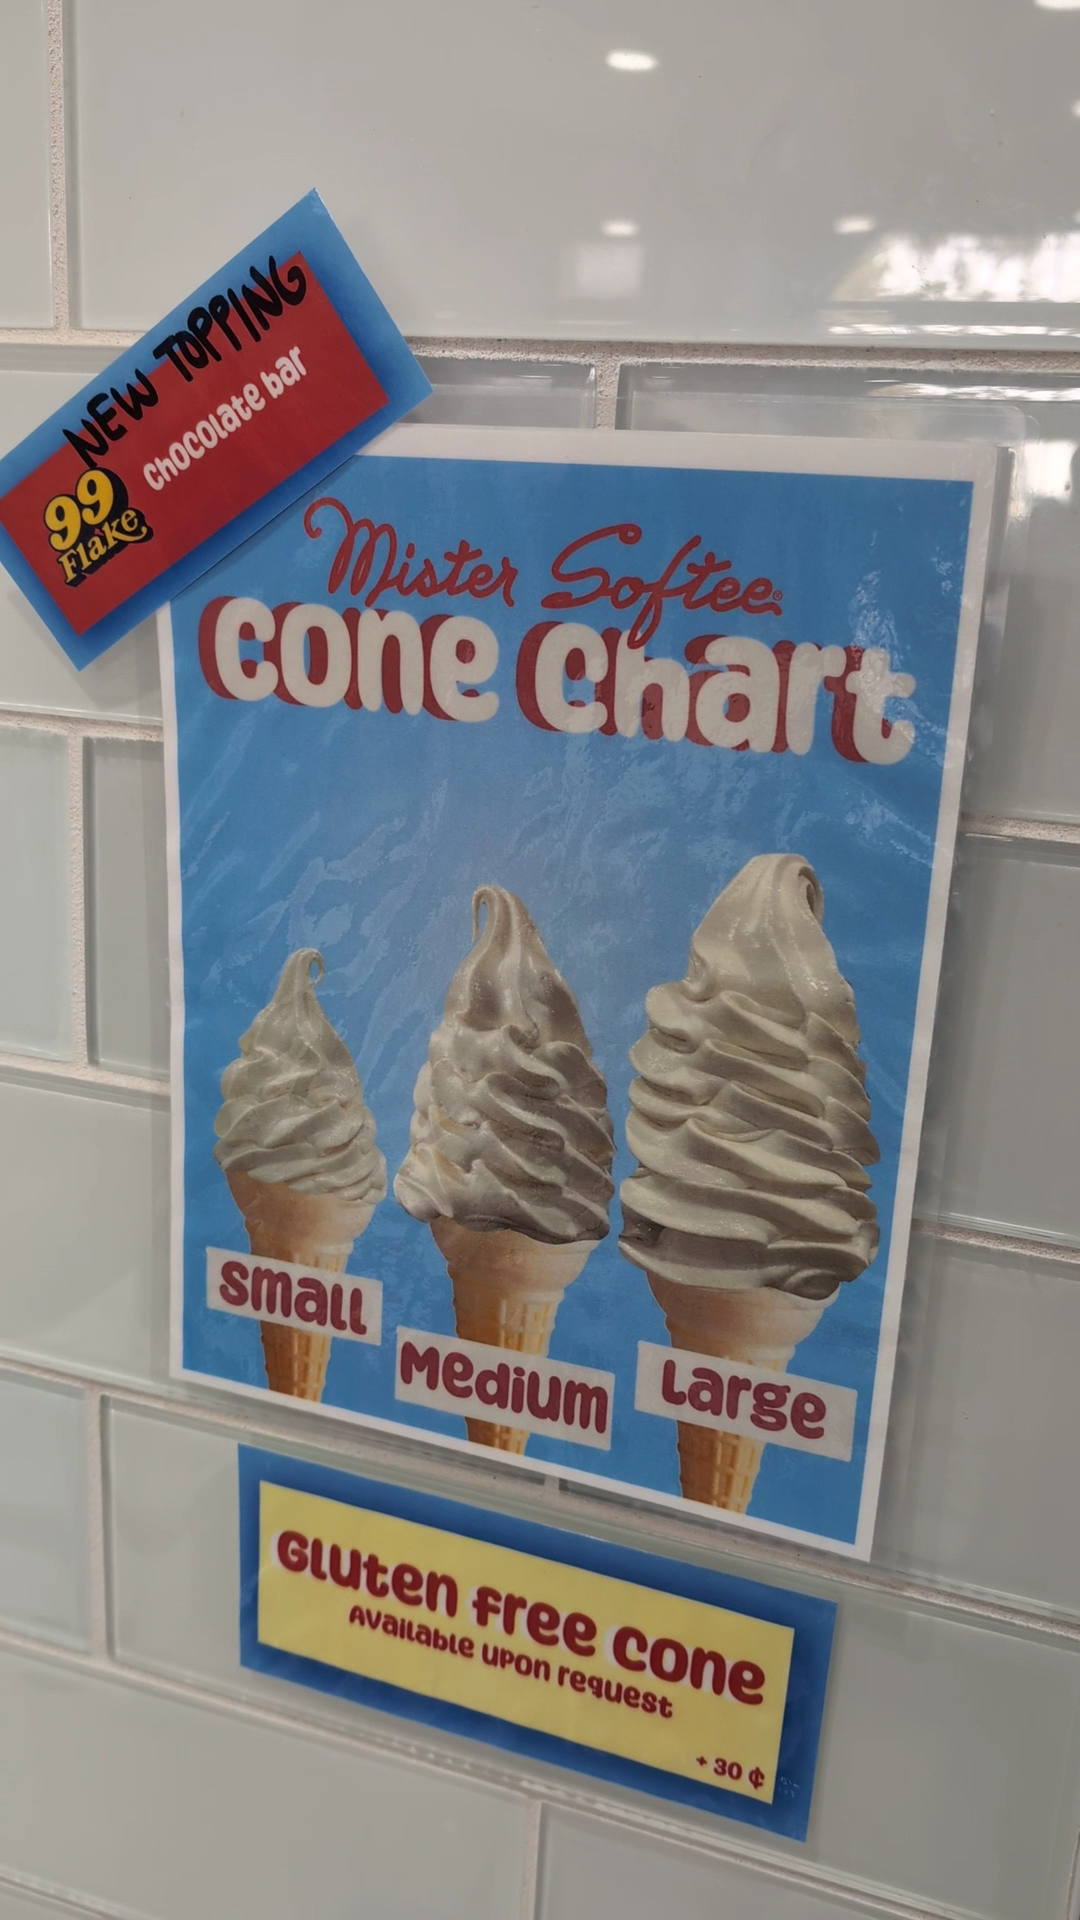 NEW TOPPING
chocolate bar
99
Flake
Mister Softee®
cone chart
small
Medium
Large
Gluten free cone
Available upon request
+ 30 ¢